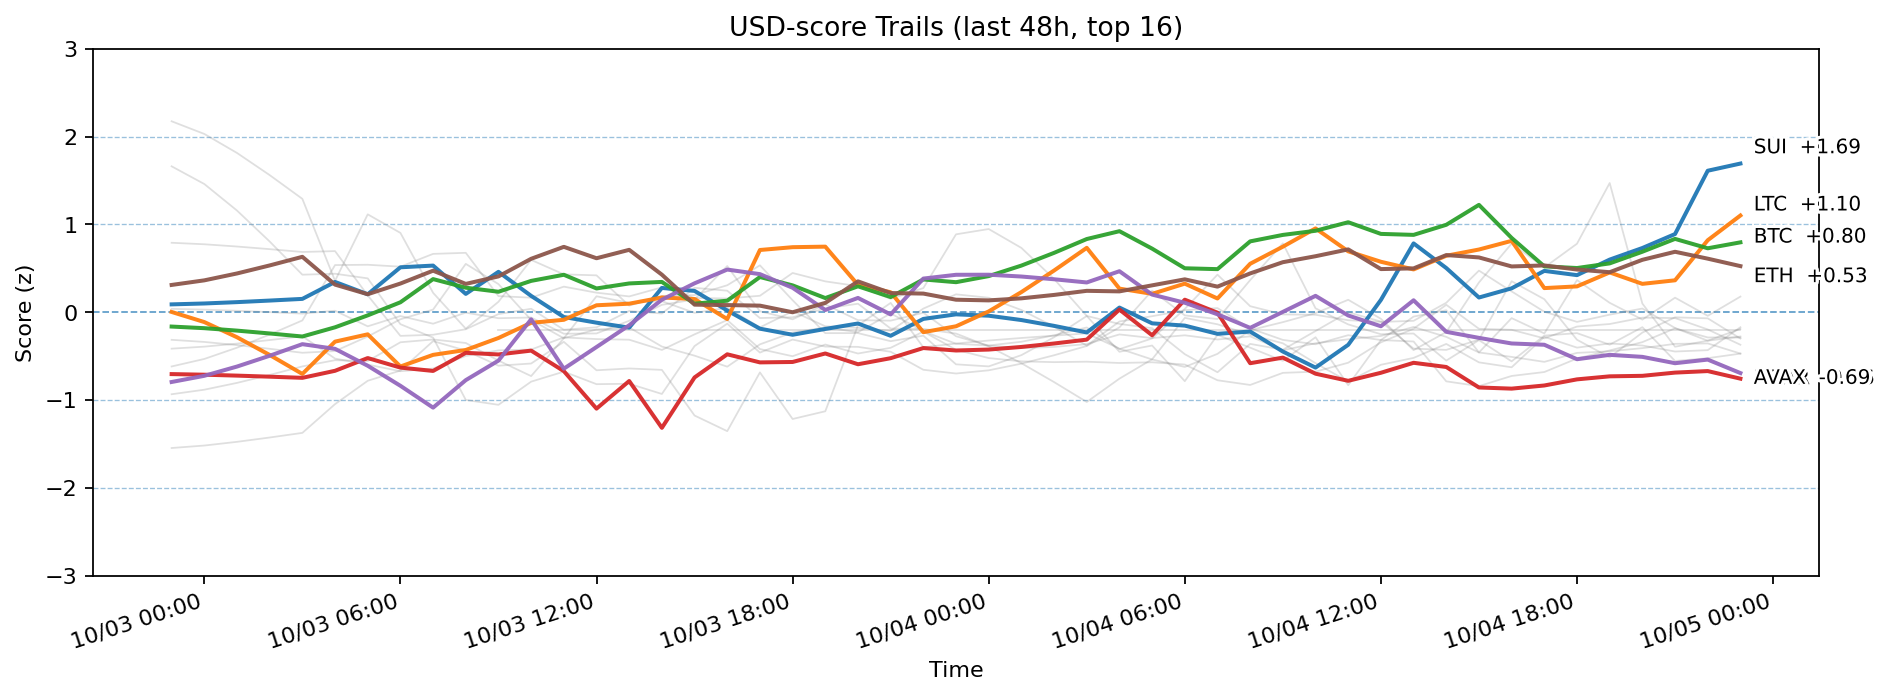 USD-score Trails (last 48h, top 16)
Score (z)
3
2
1
0
−1
−2
−3
SUI +1.69
LTC +1.10
BTC +0.80
ETH +0.53
AVAX -0.69
10/03 00:00
10/03 06:00
10/03 12:00
10/03 18:00
10/04 00:00
10/04 06:00
10/04 12:00
10/04 18:00
10/05 00:00
Time